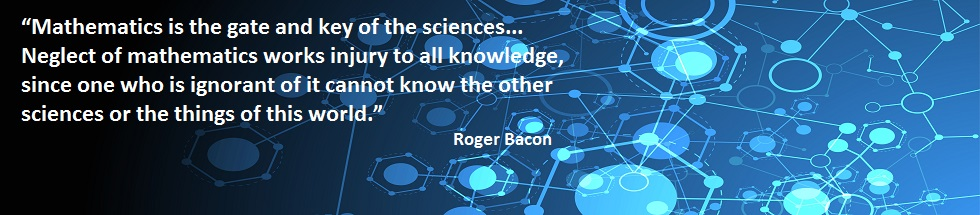 “Mathematics is the gate and key of the sciences...
Neglect of mathematics works injury to all knowledge,
since one who is ignorant of it cannot know the other
sciences or the things of this world.”
Roger Bacon